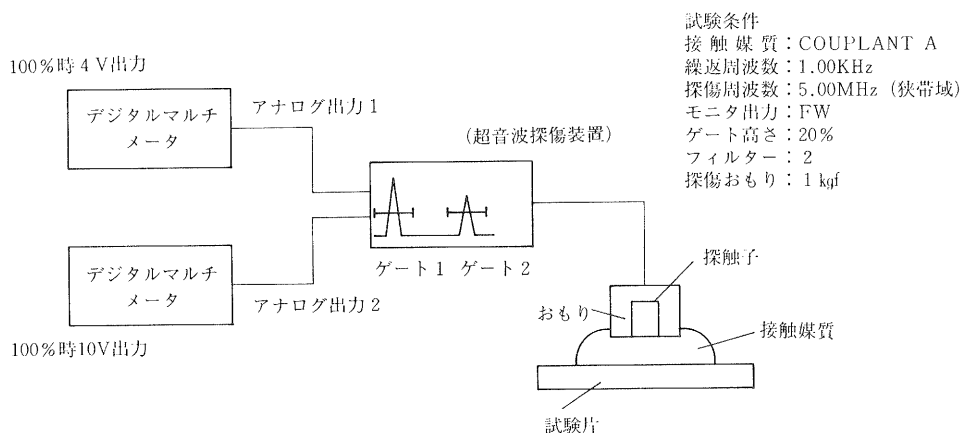 試験条件
接触媒質：COUPLANT A
繰返周波数：1.00KHz
探傷周波数：5.00MHz (狭帯域)
モニタ出力：FW
ゲート高さ：20%
フィルター：2
探傷おもり：1 kgf
100%時4V出力
デジタルマルチ
メータ
アナログ出力1
(超音波探傷装置)
ゲート1 ゲート2
デジタルマルチ
メータ
アナログ出力2
100%時10V出力
探触子
おもり
接触媒質
試験片